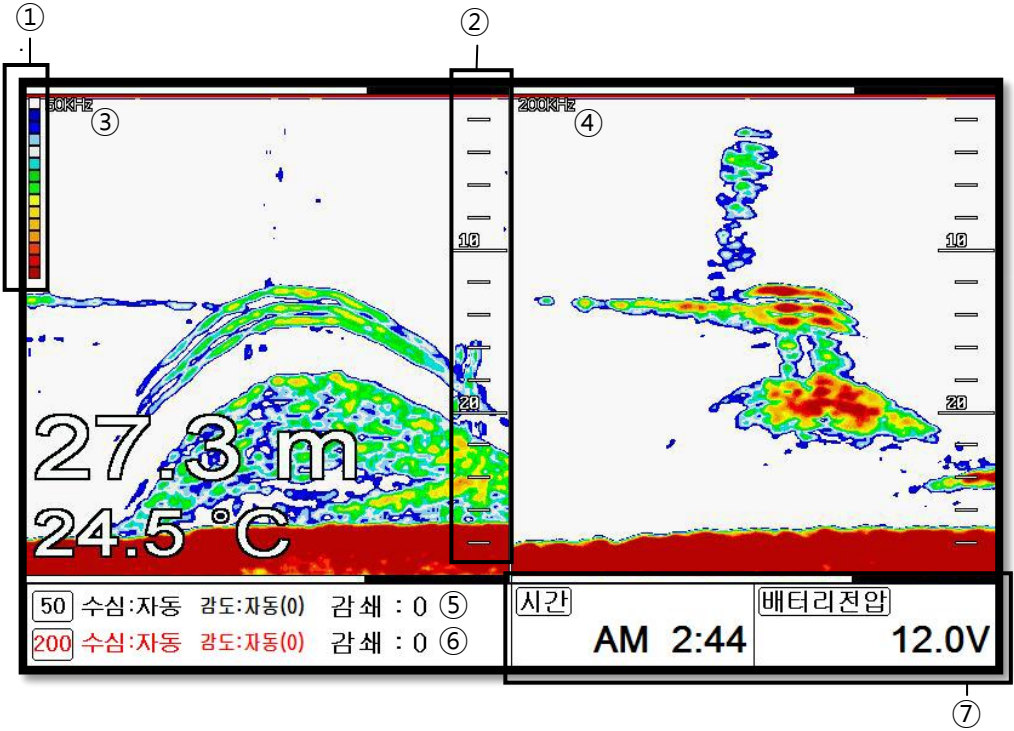 ① ②
50KHz ③
200KHz ④
10 10
20 20
27.3 m
24.5 °C
50 수심:자동 감도:자동(0) 감쇄 : 0 ⑤
200 수심:자동 감도:자동(0) 감쇄 : 0 ⑥
시간 배터리전압
AM 2:44 12.0V
⑦